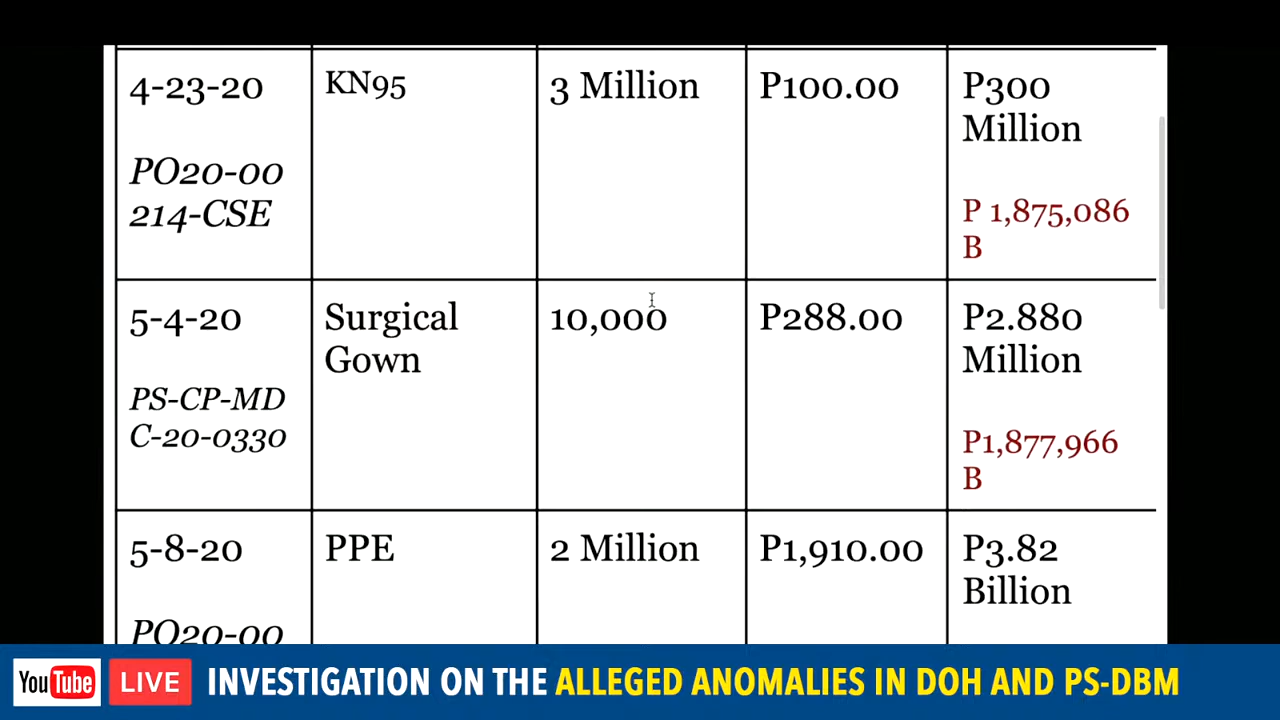 4-23-20 KN95 3 Million P100.00 P300
Million
PO20-00
214-CSE P 1,875,086
B
5-4-20 Surgical 10,000 P288.00 P2.880
Gown Million
PS-CP-MD
C-20-0330 P1,877,966
B
5-8-20 PPE 2 Million P1,910.00 P3.82
Billion
PO20-00
YouTube LIVE INVESTIGATION ON THE ALLEGED ANOMALIES IN DOH AND PS-DBM